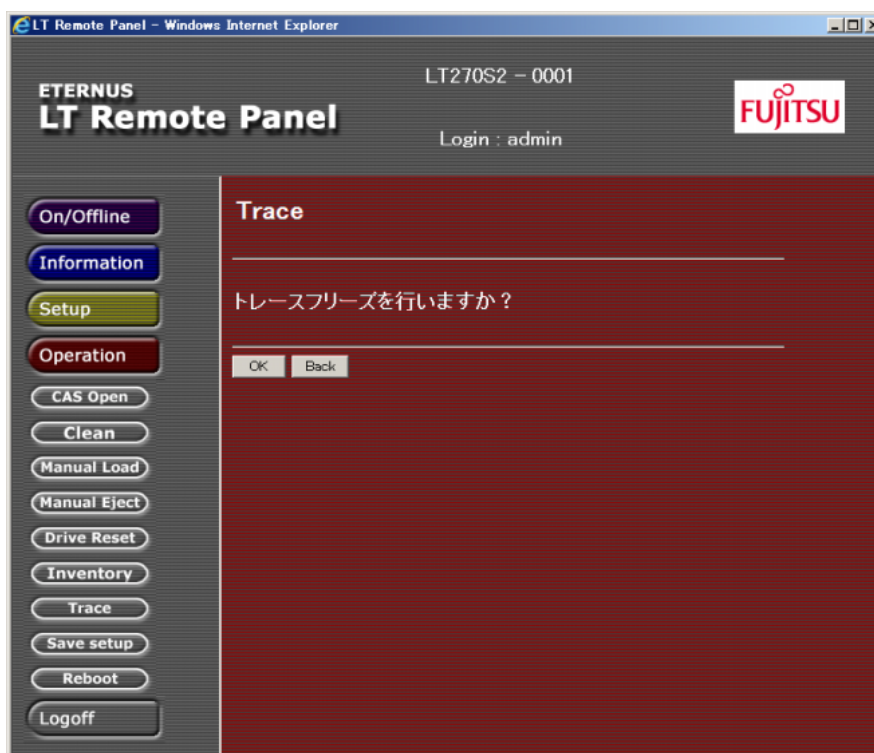 LT Remote Panel - Windows Internet Explorer
LT270S2 - 0001
ETERNUS
LT Remote Panel
FUJITSU
Login : admin
On/Offline
Information
Setup
Operation
CAS Open
Clean
Manual Load
Manual Eject
Drive Reset
Inventory
Trace
Save setup
Reboot
Logoff
Trace
トレースフリーズを行いますか？
OK Back